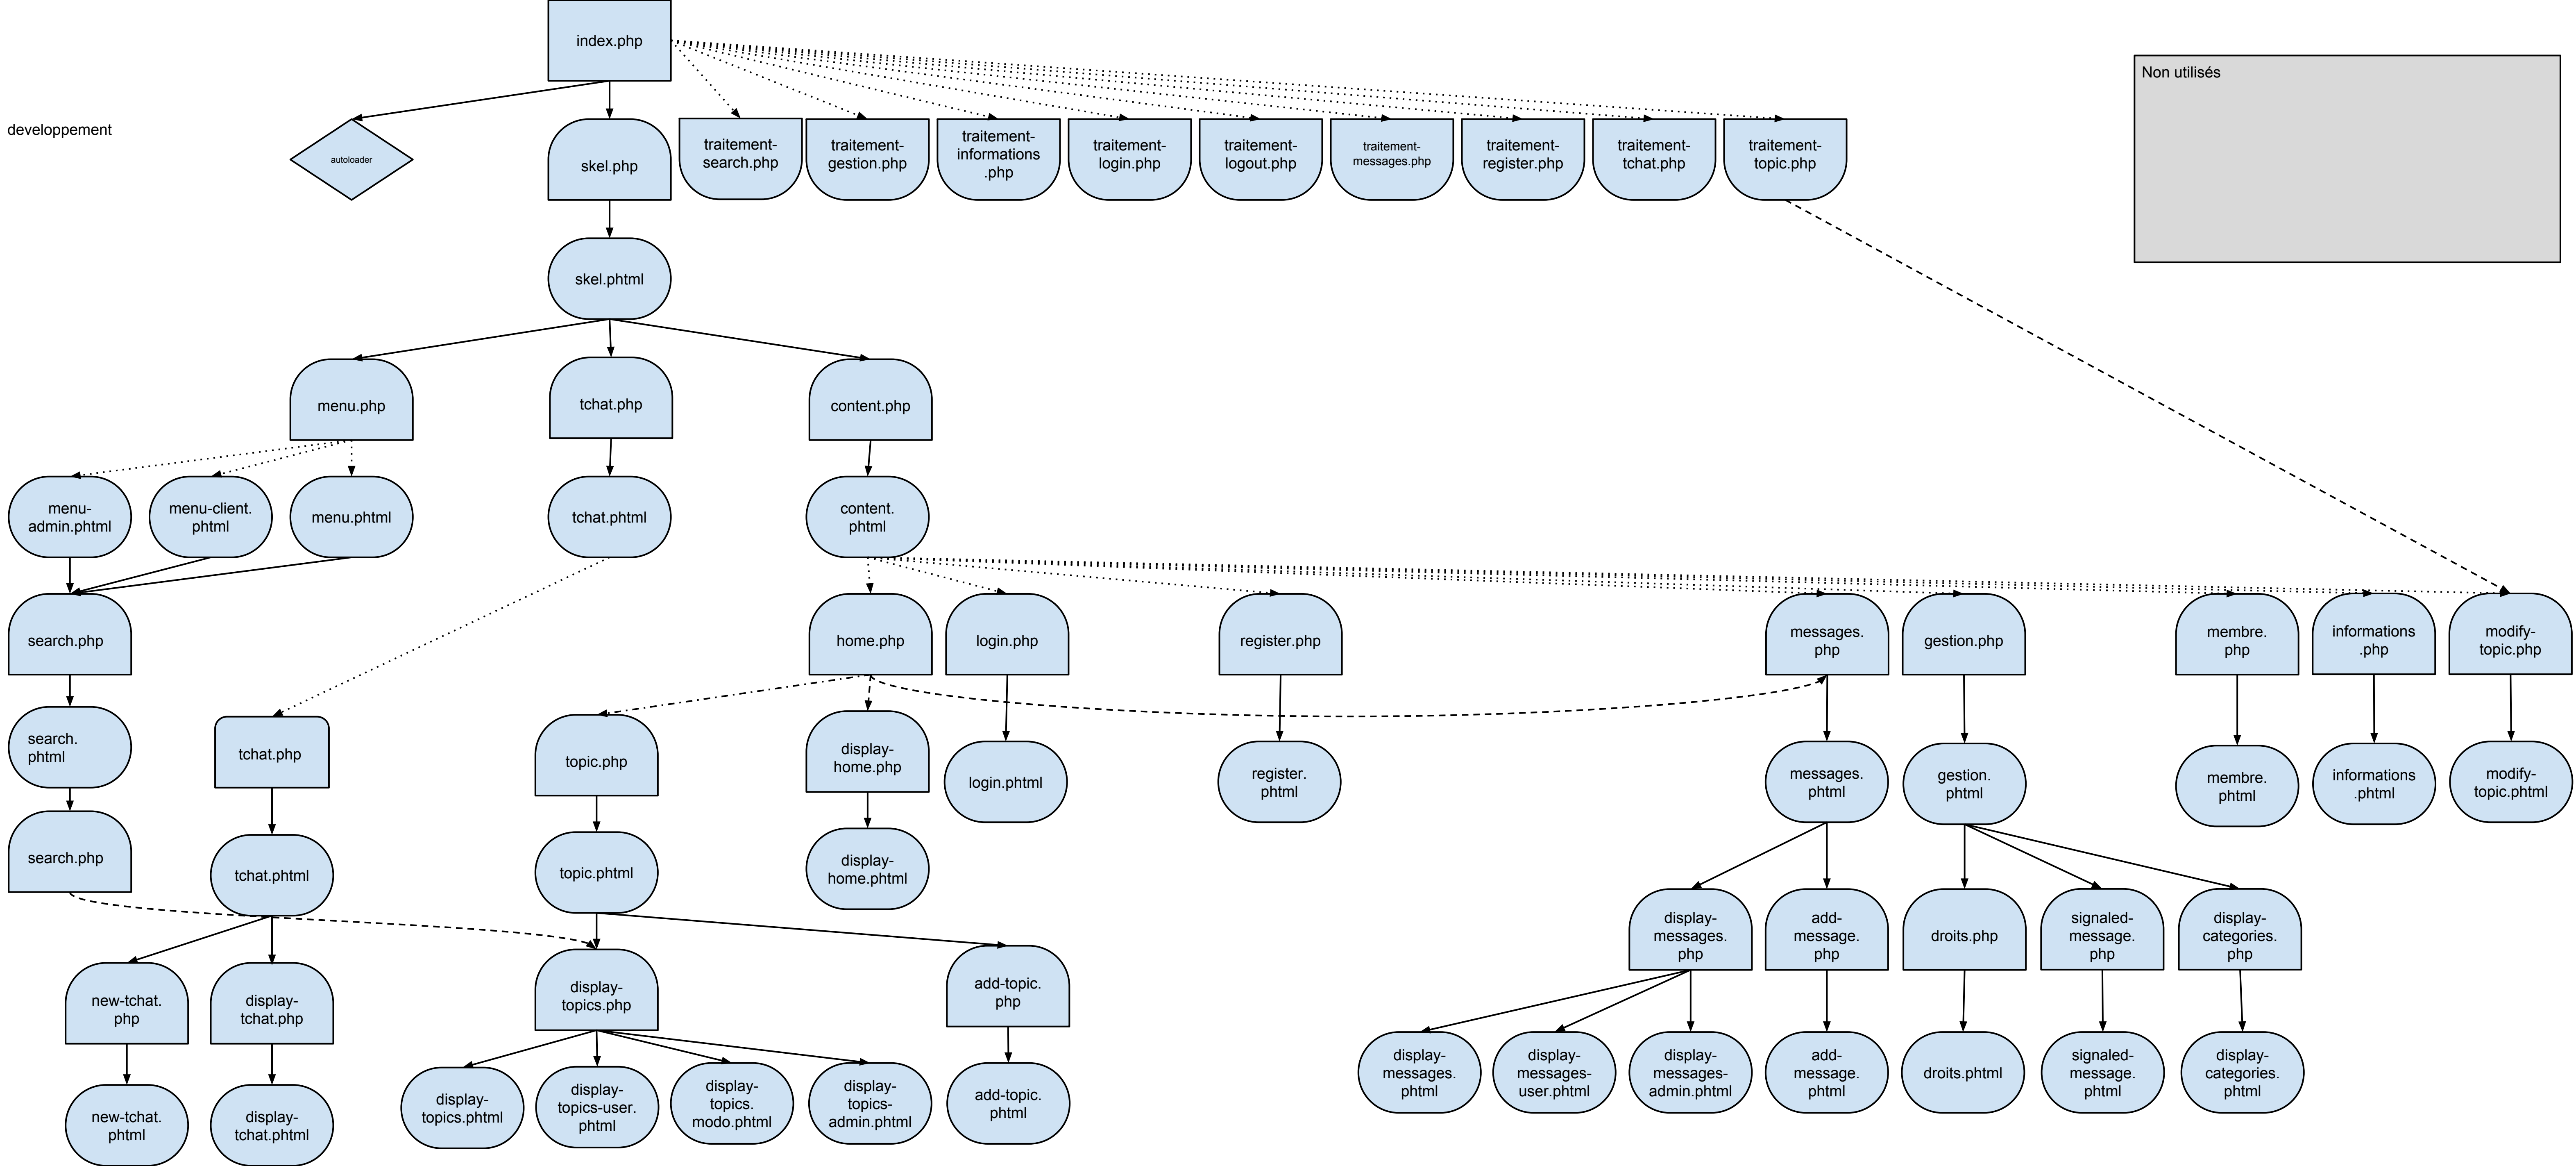 index.php
Non utilisés
developpement
autoloader
skel.php
traitement-
search.php
traitement-
gestion.php
traitement-
informations
.php
traitement-
login.php
traitement-
logout.php
traitement-
messages.php
traitement-
register.php
traitement-
tchat.php
traitement-
topic.php
skel.phtml
menu.php
tchat.php
content.php
menu-
admin.phtml
menu-client.
phtml
menu.phtml
tchat.phtml
content.
phtml
search.php
home.php
login.php
register.php
messages.
php
gestion.php
membre.
php
informations
.php
modify-
topic.php
search.
phtml
tchat.php
topic.php
display-
home.php
login.phtml
register.
phtml
messages.
phtml
gestion.
phtml
membre.
phtml
informations
.phtml
modify-
topic.phtml
search.php
tchat.phtml
topic.phtml
display-
home.phtml
display-
messages.
php
add-
message.
php
droits.php
signaled-
message.
php
display-
categories.
php
new-tchat.
php
display-
tchat.php
display-
topics.php
add-topic.
php
display-
messages.
phtml
display-
messages-
user.phtml
display-
messages-
admin.phtml
add-
message.
phtml
droits.phtml
signaled-
message.
phtml
display-
categories.
phtml
new-tchat.
phtml
display-
tchat.phtml
display-
topics.phtml
display-
topics-user.
phtml
display-
topics.
modo.phtml
display-
topics-
admin.phtml
add-topic.
phtml